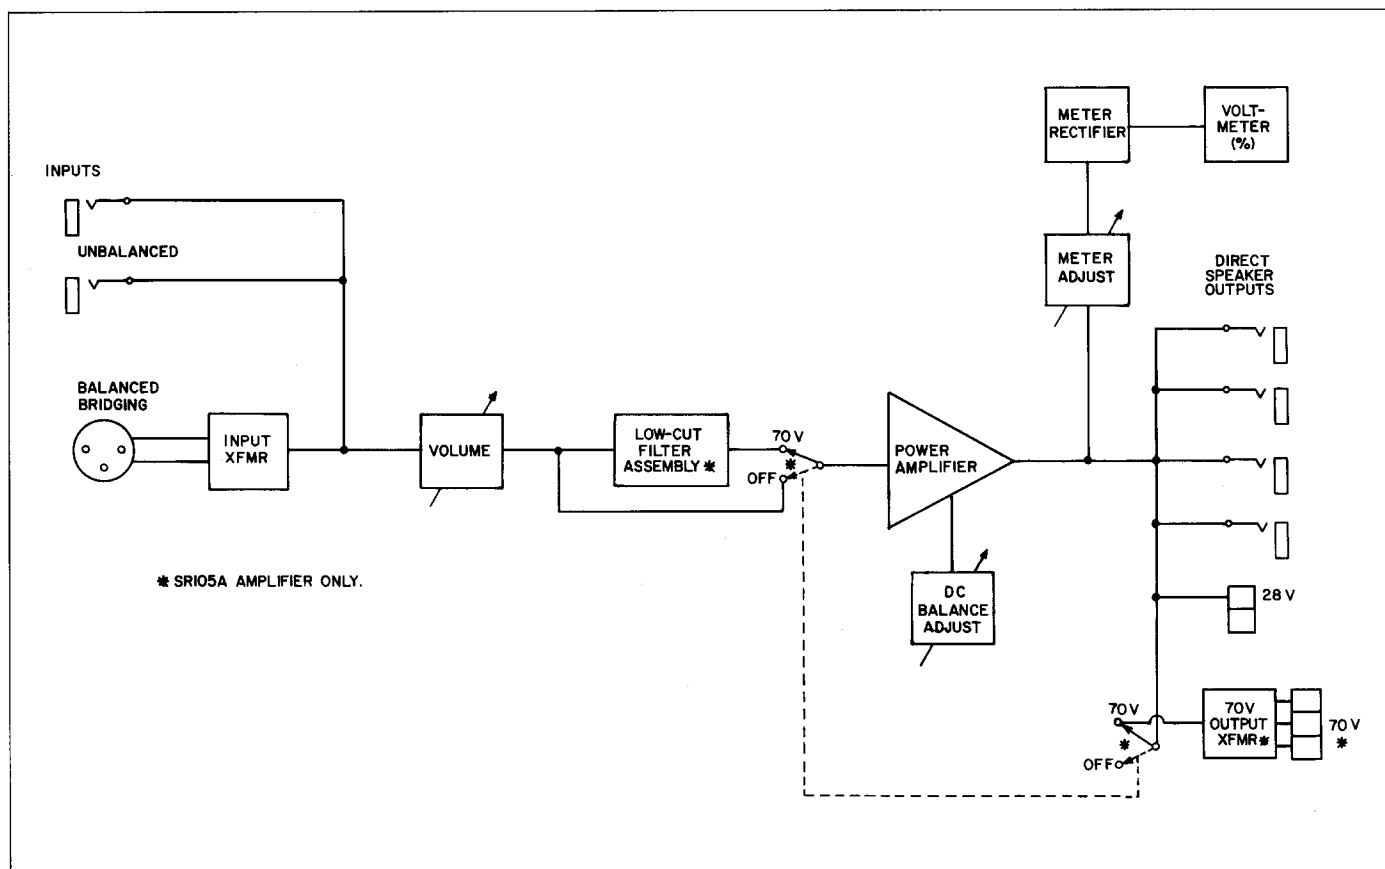 METER
RECTIFIER
VOLT-
METER
(%)
INPUTS
UNBALANCED
METER
ADJUST
DIRECT
SPEAKER
OUTPUTS
BALANCED
BRIDGING
INPUT
XFMR
VOLUME
LOW-CUT
FILTER
ASSEMBLY*
70 V
*
OFF
POWER
AMPLIFIER
* SR105A AMPLIFIER ONLY.
DC
BALANCE
ADJUST
28 V
70 V
*
OFF
70 V
OUTPUT
XFMR*
70 V
*